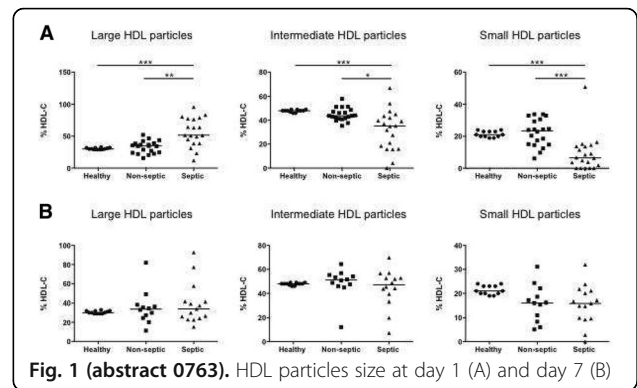 A
Large HDL particles
Intermediate HDL particles
Small HDL particles
***
**
***
*
***
***
% HDL-C
150
100
50
0
Healthy
Non-septic
Septic
% HDL-C
80
60
40
20
0
Healthy
Non-septic
Septic
% HDL-C
60
40
20
0
Healthy
Non-septic
Septic
B
Large HDL particles
Intermediate HDL particles
Small HDL particles
% HDL-C
100
80
60
40
20
0
Healthy
Non-septic
Septic
% HDL-C
80
60
40
20
0
Healthy
Non-septic
Septic
% HDL-C
40
30
20
10
0
Healthy
Non-septic
Septic
Fig. 1 (abstract 0763). HDL particles size at day 1 (A) and day 7 (B)